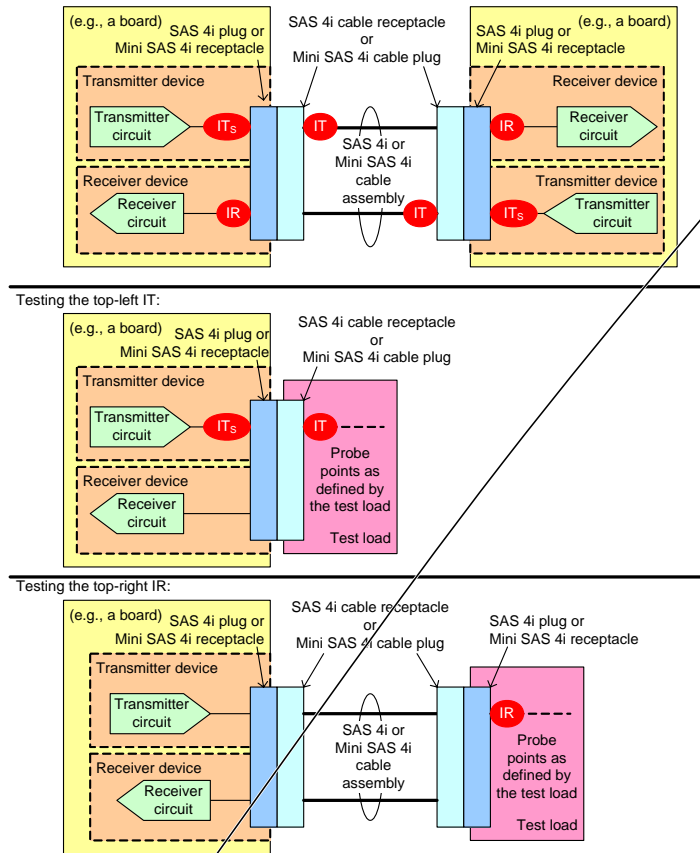 (e.g., a board)
SAS 4i plug or
Mini SAS 4i receptacle
SAS 4i cable receptacle
or
Mini SAS 4i cable plug
SAS 4i plug or
Mini SAS 4i receptacle
(e.g., a board)
Transmitter device
Transmitter
circuit
ITS
IT
SAS 4i or
Mini SAS 4i
cable
assembly
IR
Receiver device
Receiver
circuit
Receiver device
Receiver
circuit
IR
IT
ITS
Transmitter device
Transmitter
circuit
Testing the top-left IT:
(e.g., a board)
SAS 4i plug or
Mini SAS 4i receptacle
SAS 4i cable receptacle
or
Mini SAS 4i cable plug
Transmitter device
Transmitter
circuit
ITS
IT
Probe
points as
defined by
the test load
Test load
Receiver device
Receiver
circuit
Testing the top-right IR:
(e.g., a board)
SAS 4i plug or
Mini SAS 4i receptacle
SAS 4i cable receptacle
or
Mini SAS 4i cable plug
SAS 4i plug or
Mini SAS 4i receptacle
Transmitter device
Transmitter
circuit
SAS 4i or
Mini SAS 4i
cable
assembly
IR
Probe
points as
defined by
the test load
Test load
Receiver device
Receiver
circuit